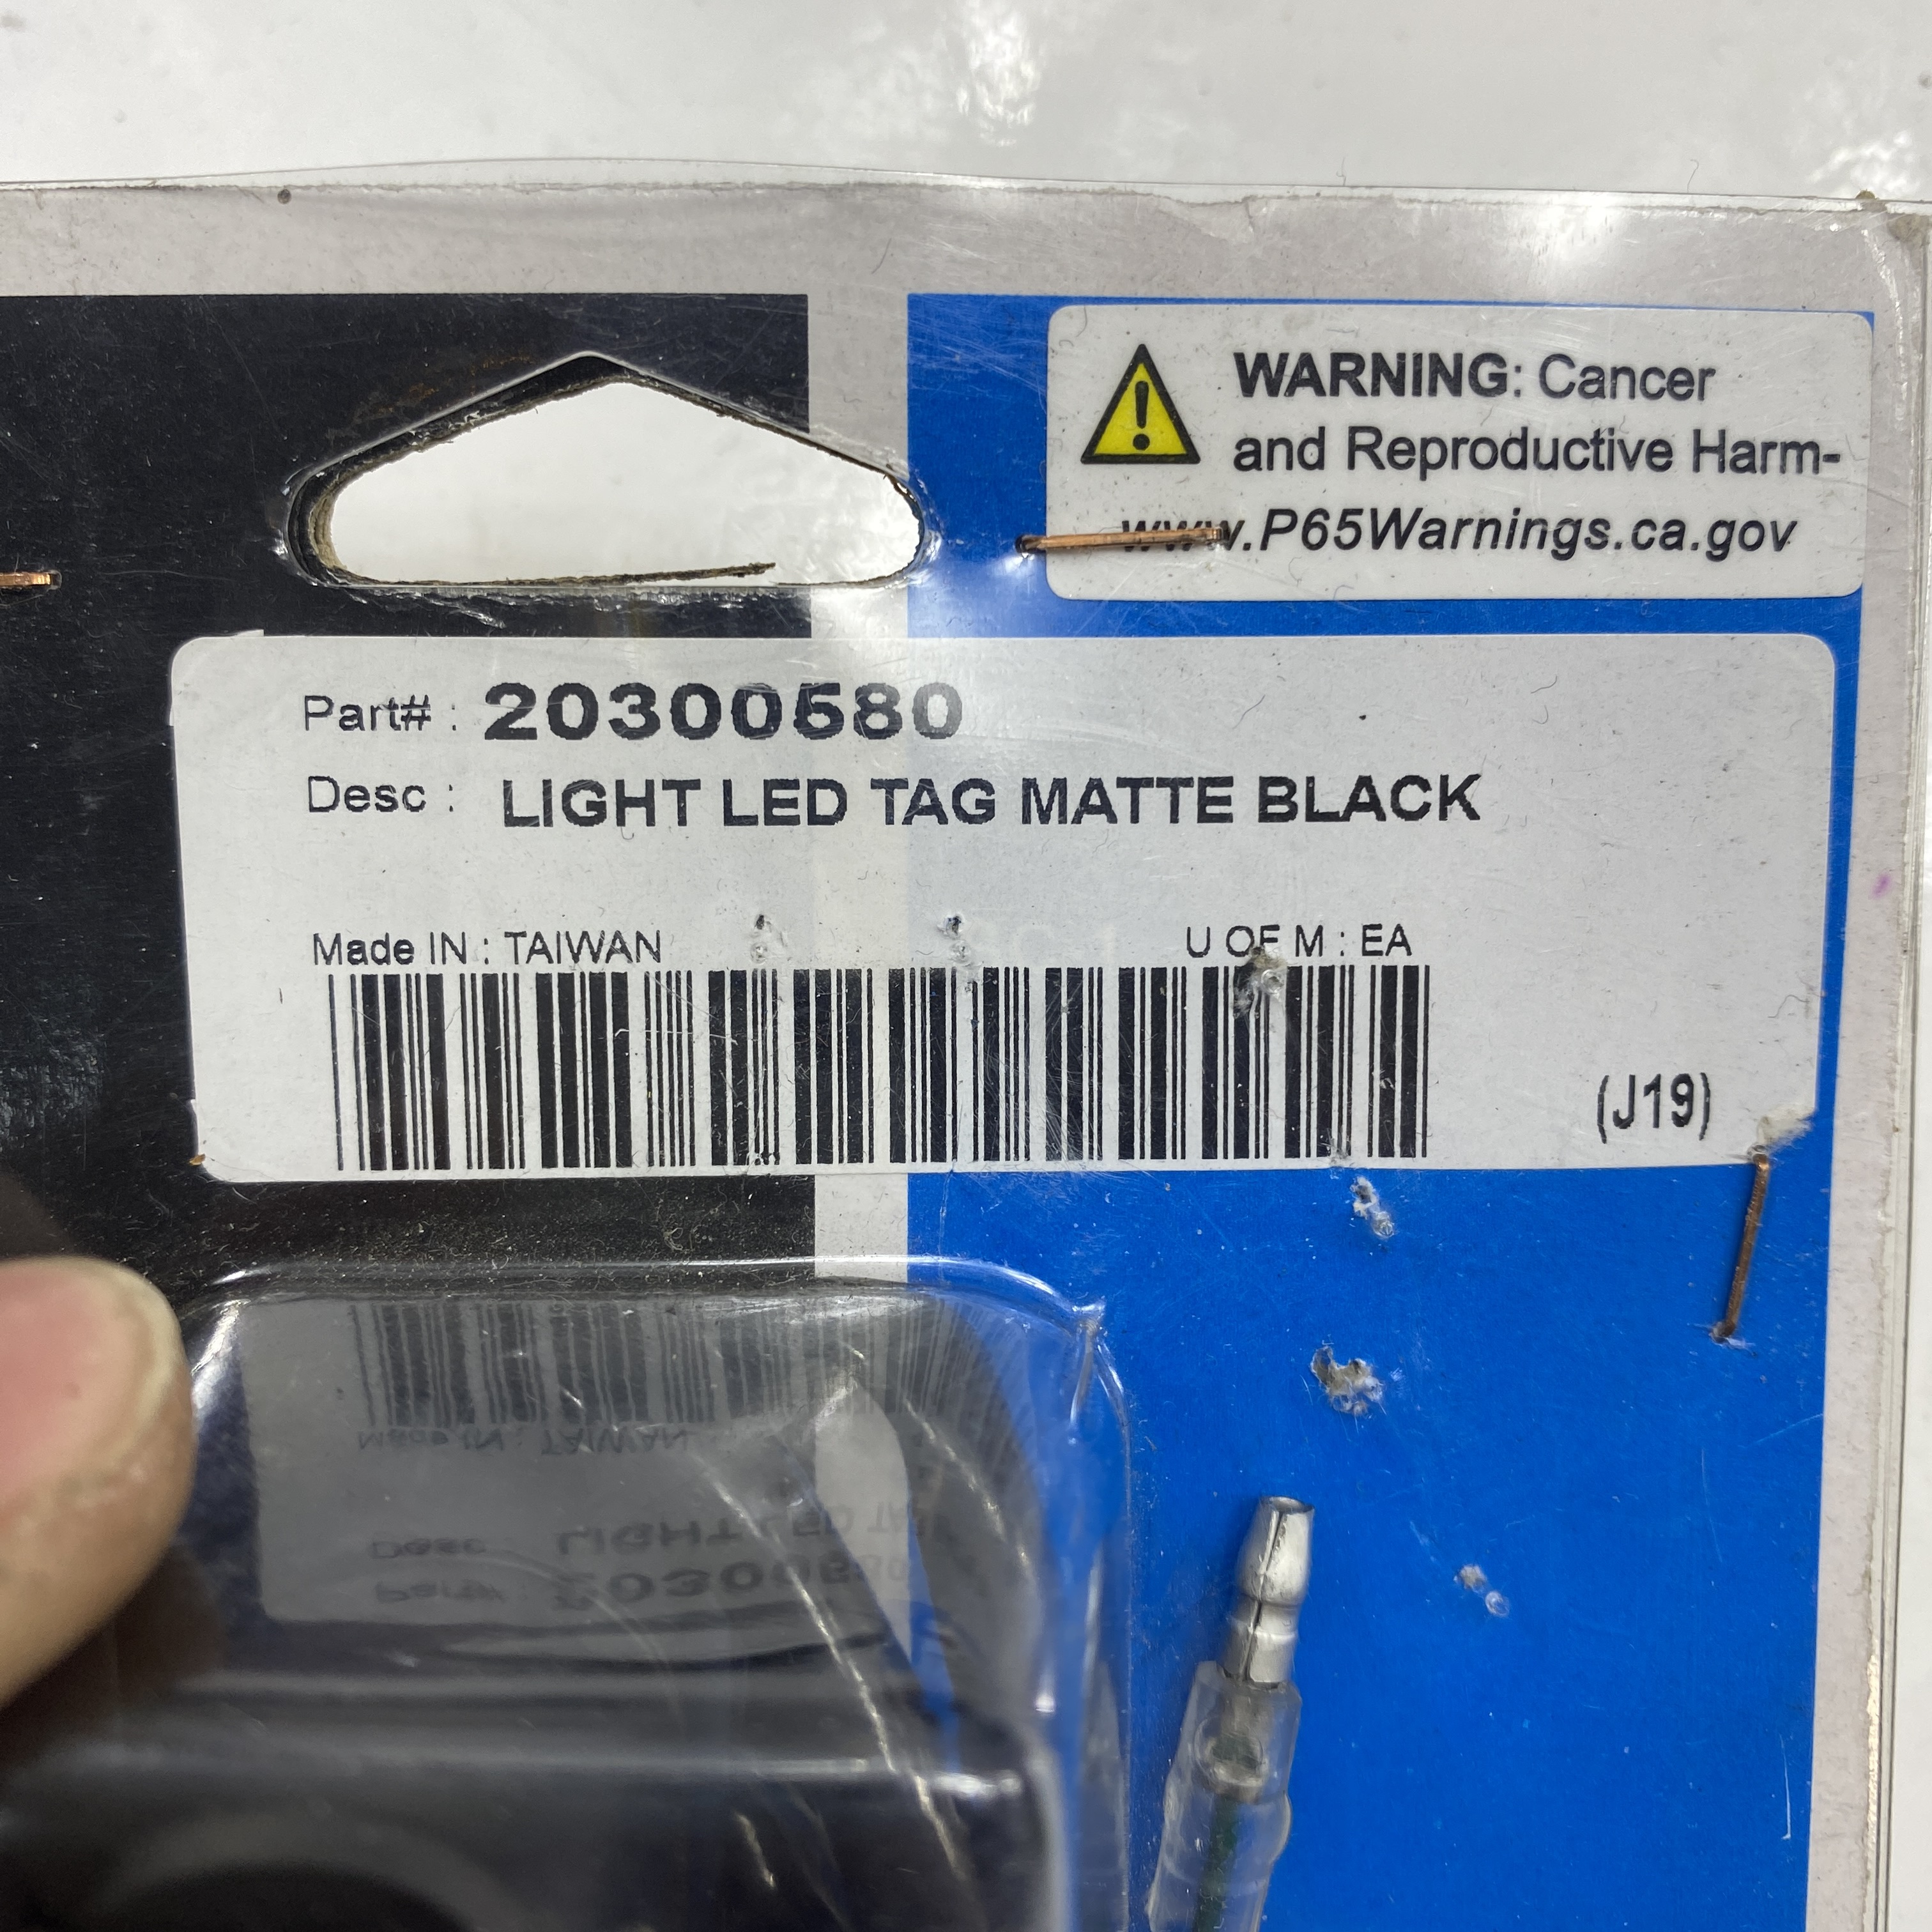 WARNING: Cancer
and Reproductive Harm-
www.P65Warnings.ca.gov
Part# : 20300580
Desc : LIGHT LED TAG MATTE BLACK
Made IN : TAIWAN
U OF M : EA
(J19)